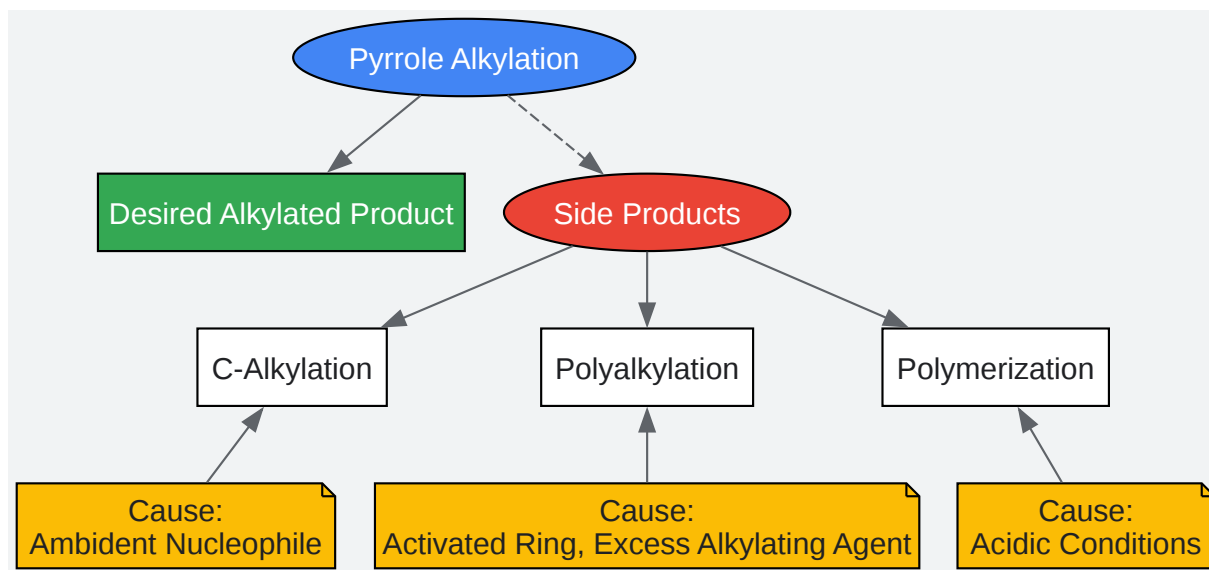 Pyrrole Alkylation
Desired Alkylated Product
Side Products
C-Alkylation
Polyalkylation
Polymerization
Cause:
Ambident Nucleophile
Cause:
Activated Ring, Excess Alkylating Agent
Cause:
Acidic Conditions